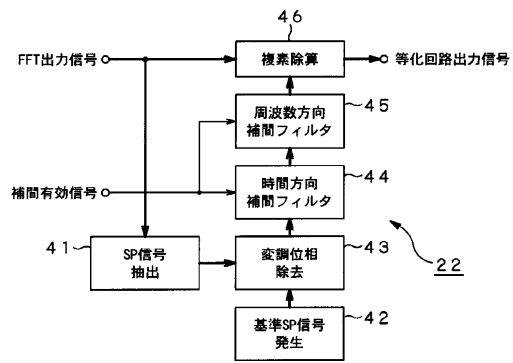 46
FFT出力信号
複素除算
等化回路出力信号
周波数方向
補間フィルタ
45
補間有効信号
時間方向
補間フィルタ
44
41
SP信号
抽出
変調位相
除去
43
22
基準SP信号
発生
42